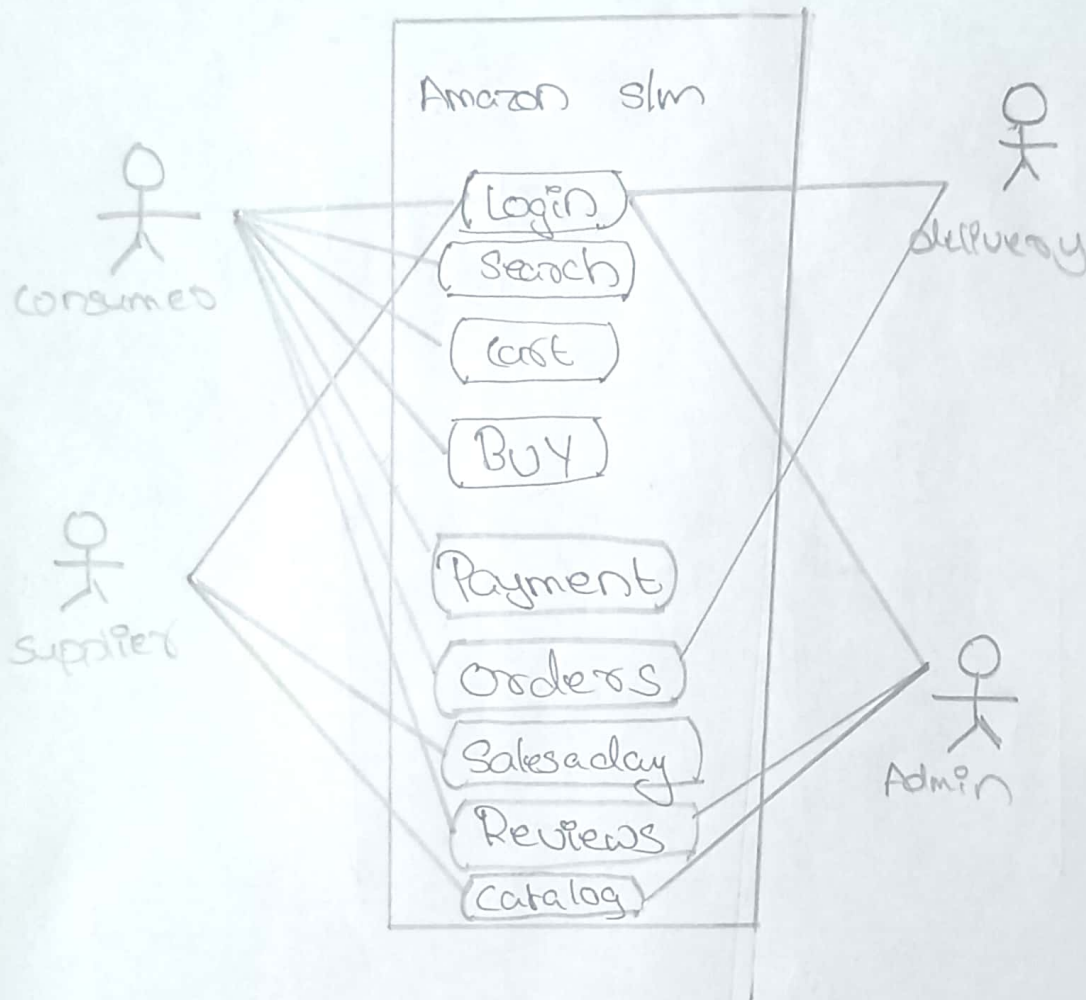 Amazon s/m
Login
Search
Cart
BUY
Payment
Orders
Salesaday
Reviews
Catalog
Consumer
Supplier
delivery
Admin